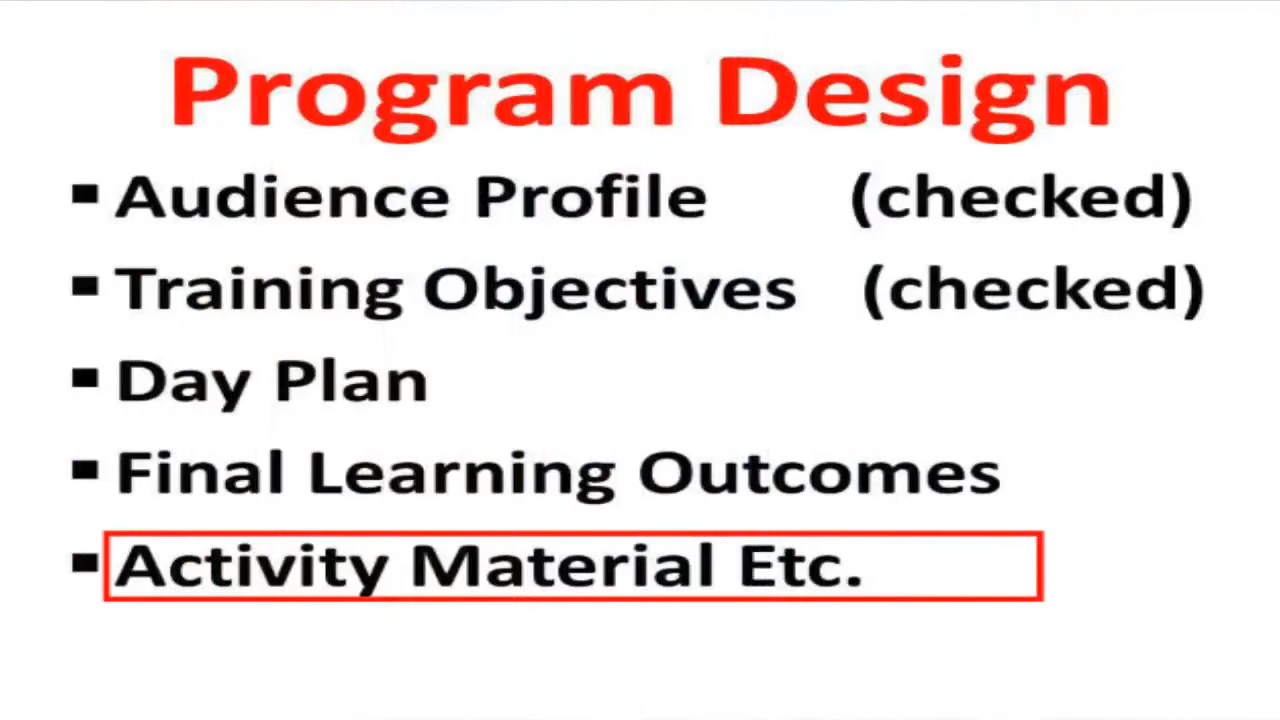 Program Design
▪ Audience Profile (checked)
▪ Training Objectives (checked)
▪ Day Plan
▪ Final Learning Outcomes
▪ Activity Material Etc.